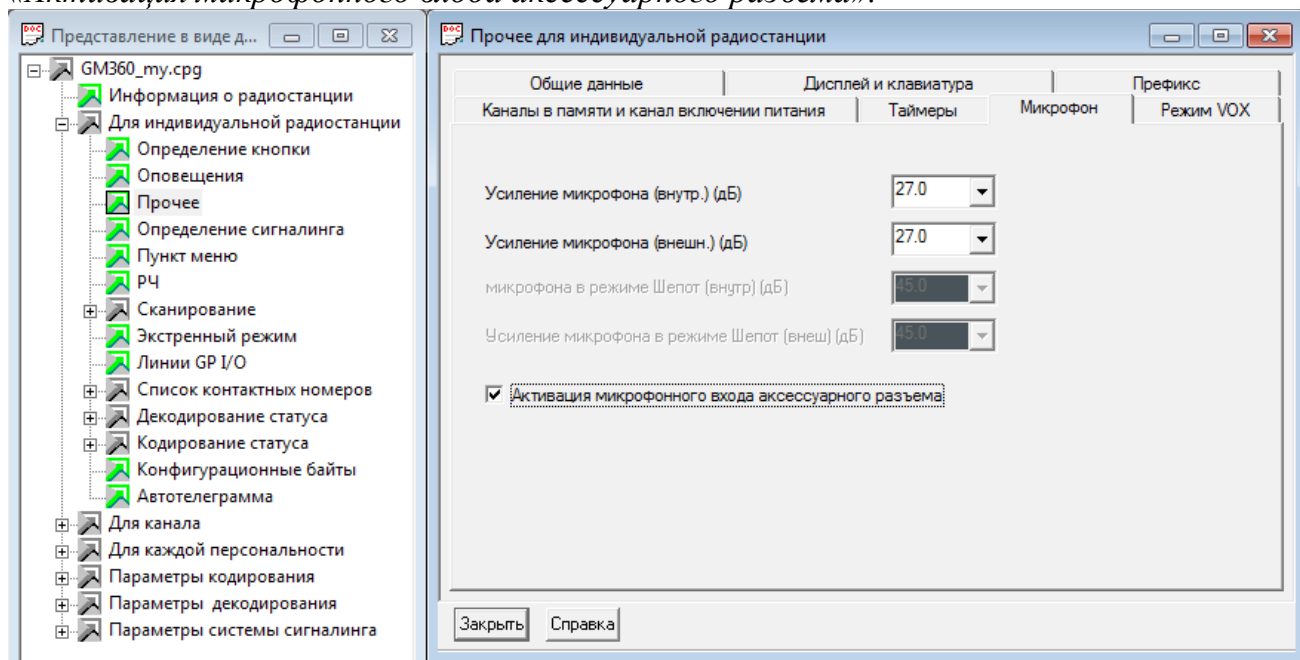 «Активация микрофонного входа аксессуарного разъема».
Представление в виде д...
GM360_my.cpg
Информация о радиостанции
Для индивидуальной радиостанции
Определение кнопки
Оповещения
Прочее
Определение сигналинга
Пункт меню
РЧ
Сканирование
Экстренный режим
Линии GP I/O
Список контактных номеров
Декодирование статуса
Кодирование статуса
Конфигурационные байты
Автотелеграмма
Для канала
Для каждой персональности
Параметры кодирования
Параметры декодирования
Параметры системы сигналинга
Прочее для индивидуальной радиостанции
Общие данные Дисплей и клавиатура Префикс
Каналы в памяти и канал включении питания Таймеры Микрофон Режим VOX
Усиление микрофона (внутр.) (дБ) 27.0
Усиление микрофона (внешн.) (дБ) 27.0
микрофона в режиме Шепот (внутр) (дБ) 45.0
Усиление микрофона в режиме Шепот (внеш) (дБ) 45.0
Активация микрофонного входа аксессуарного разъема
Закрыть Справка